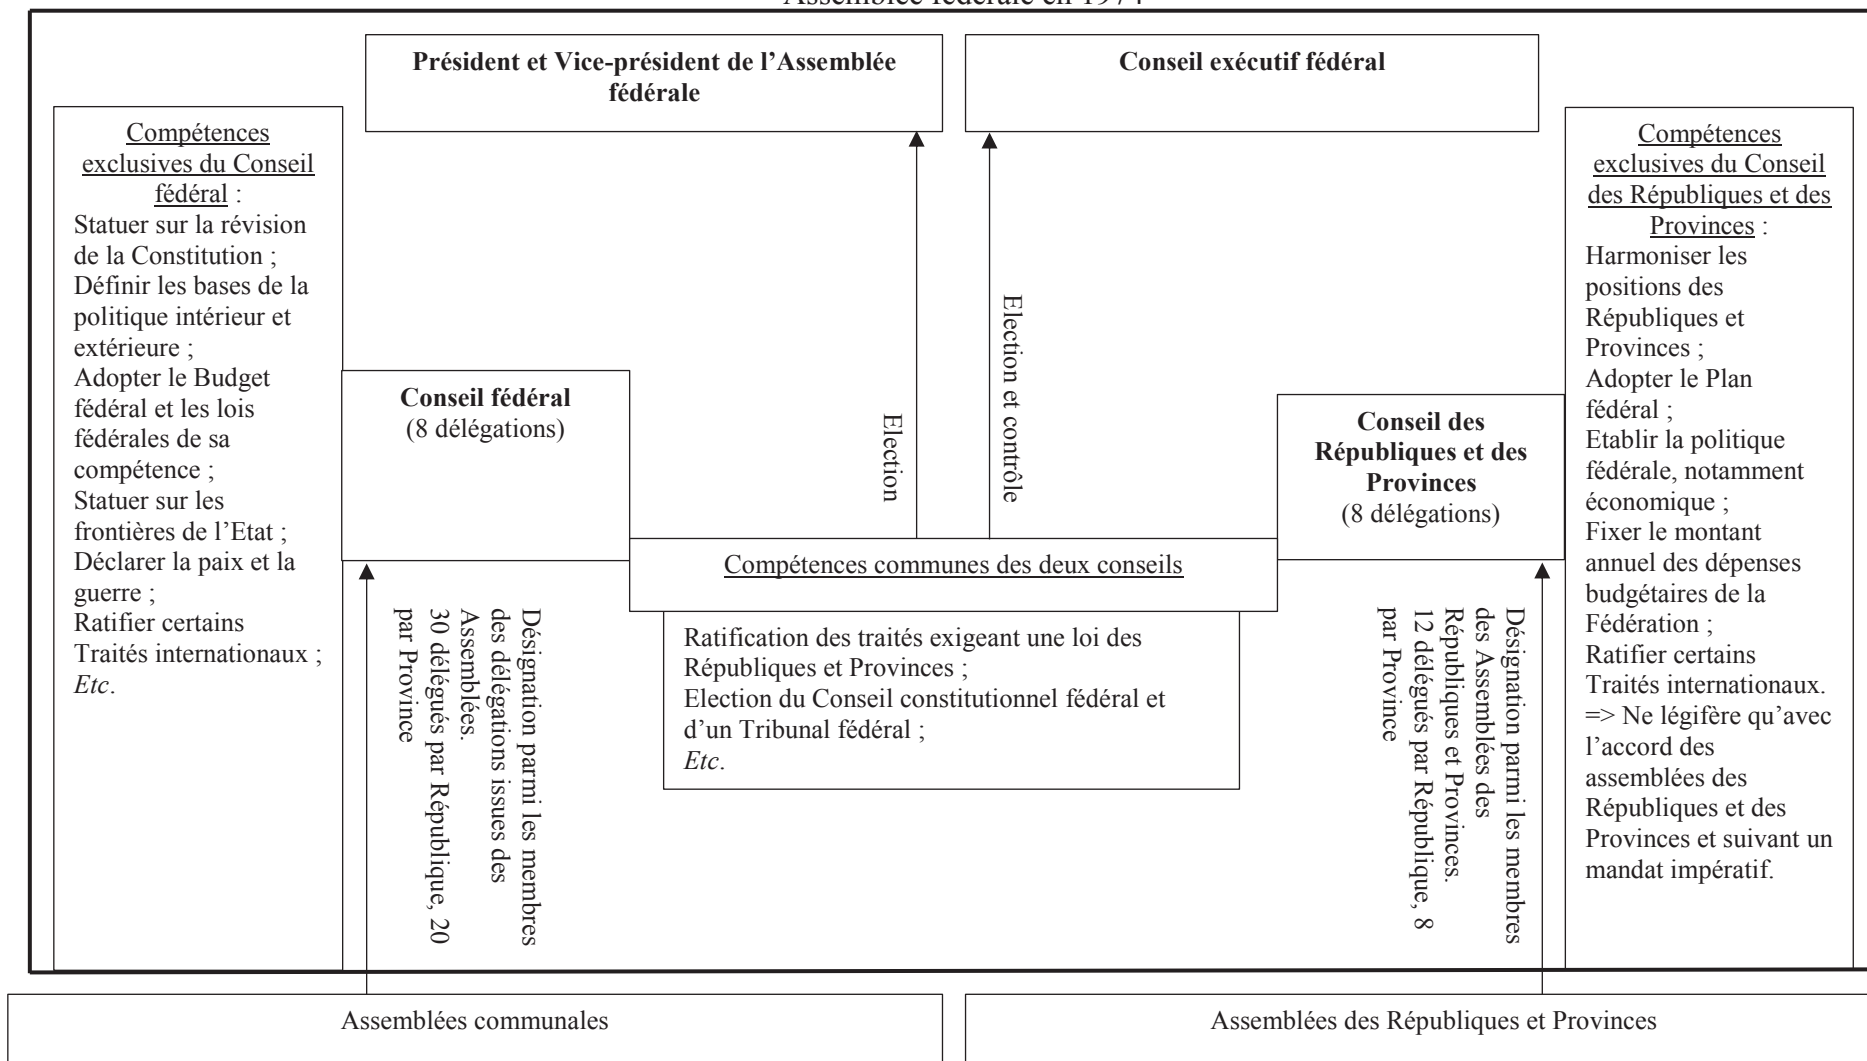 Assemblée fédérale en 1974
Président et Vice-président de l’Assemblée
fédérale
Conseil exécutif fédéral
Compétences
exclusives du Conseil
fédéral :
Statuer sur la révision
de la Constitution ;
Définir les bases de la
politique intérieur et
extérieure ;
Adopter le Budget
fédéral et les lois
fédérales de sa
compétence ;
Statuer sur les
frontières de l’Etat ;
Déclarer la paix et la
guerre ;
Ratifier certains
Traités internationaux ;
Etc.
Conseil fédéral
(8 délégations)
Election
Election et contrôle
Conseil des
Républiques et des
Provinces
(8 délégations)
Compétences
exclusives du Conseil
des Républiques et des
Provinces :
Harmoniser les
positions des
Républiques et
Provinces ;
Adopter le Plan
fédéral ;
Etablir la politique
fédérale, notamment
économique ;
Fixer le montant
annuel des dépenses
budgétaires de la
Fédération ;
Ratifier certains
Traités internationaux.
=> Ne légifère qu’avec
l’accord des
assemblées des
Républiques et des
Provinces et suivant un
mandat impératif.
Compétences communes des deux conseils
Ratification des traités exigeant une loi des
Républiques et Provinces ;
Election du Conseil constitutionnel fédéral et
d’un Tribunal fédéral ;
Etc.
Désignation parmi les membres
des délégations issues des
Assemblées.
30 délégués par République, 20
par Province
Désignation parmi les membres
des Assemblées des
Républiques et Provinces.
12 délégués par République, 8
par Province
Assemblées communales
Assemblées des Républiques et Provinces